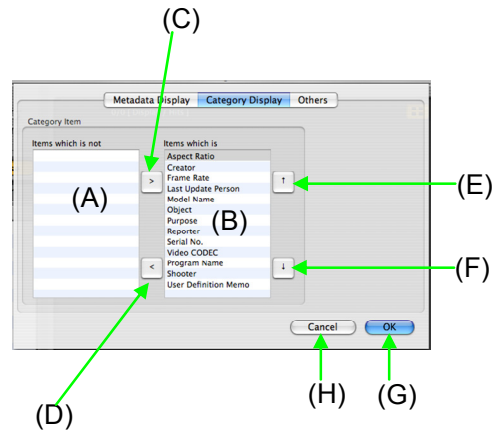 (C)
Metadata Display Category Display Others
Category Item
Items which is not
Items which is
(A)
(B)
>
<
↑
↓
Aspect Ratio
Creator
Frame Rate
Last Update Person
Model Name
Object
Purpose
Reporter
Serial No.
Video CODEC
Program Name
Shooter
User Definition Memo
(E)
(F)
Cancel
OK
(D)
(H)
(G)